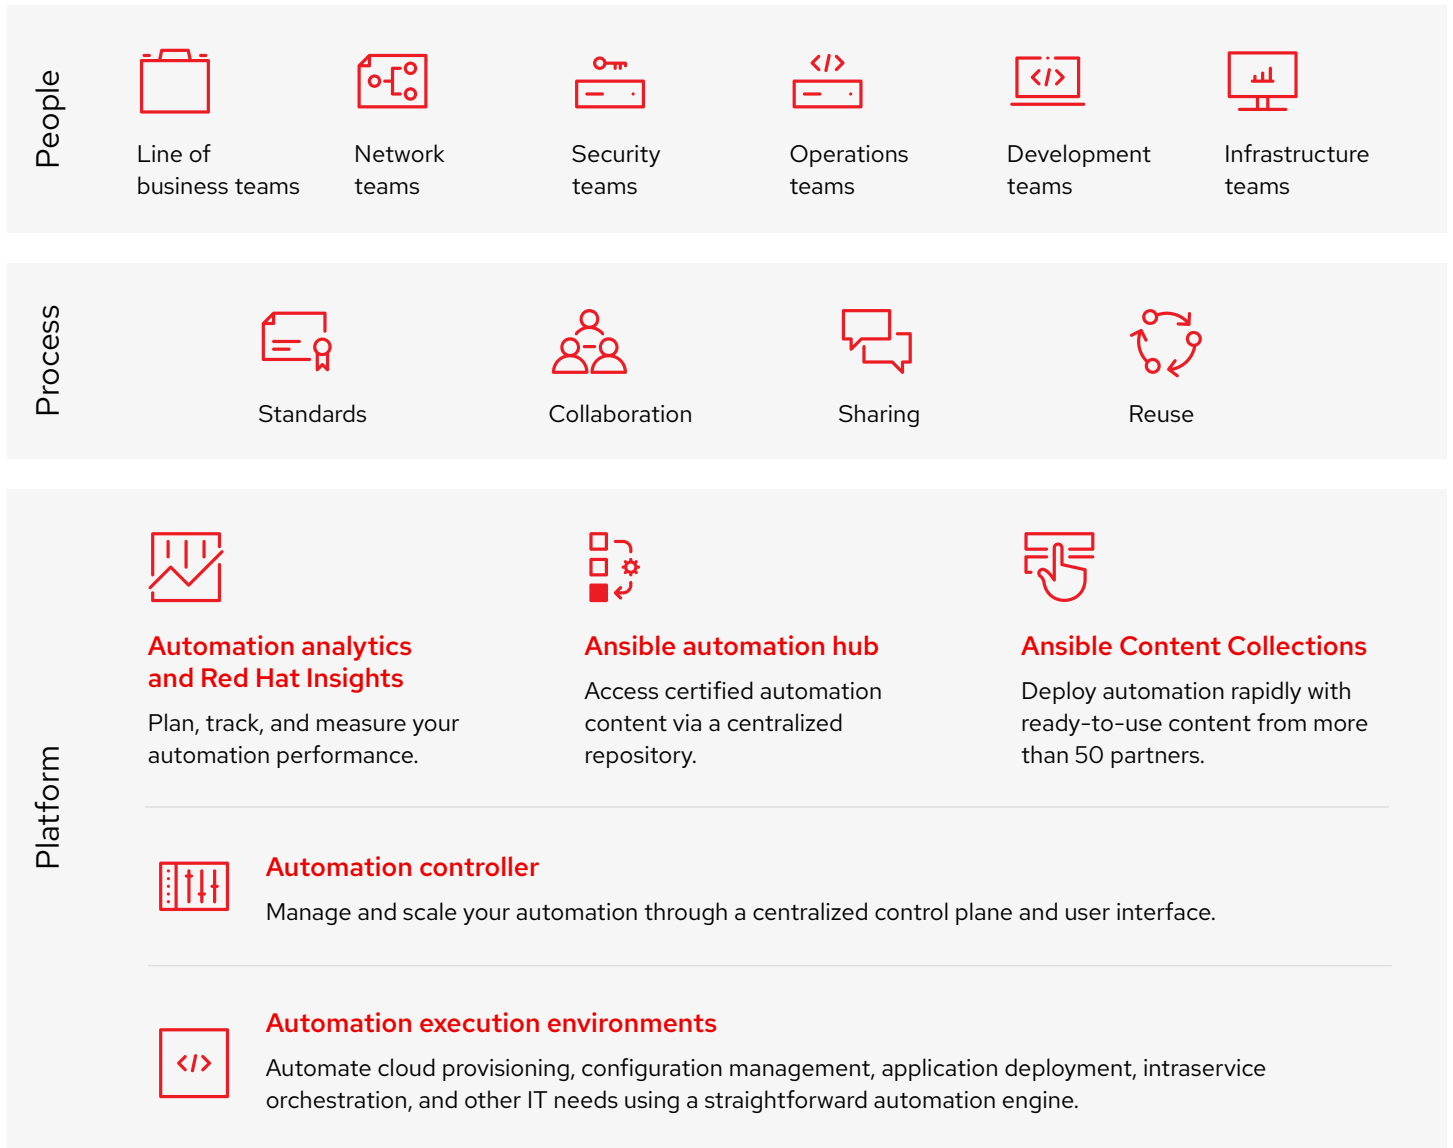 People
Line of
business teams
Network
teams
Security
teams
Operations
teams
Development
teams
Infrastructure
teams
Process
Standards
Collaboration
Sharing
Reuse
Platform
Automation analytics
and Red Hat Insights
Plan, track, and measure your
automation performance.
Ansible automation hub
Access certified automation
content via a centralized
repository.
Ansible Content Collections
Deploy automation rapidly with
ready-to-use content from more
than 50 partners.
Automation controller
Manage and scale your automation through a centralized control plane and user interface.
Automation execution environments
Automate cloud provisioning, configuration management, application deployment, intraservice
orchestration, and other IT needs using a straightforward automation engine.